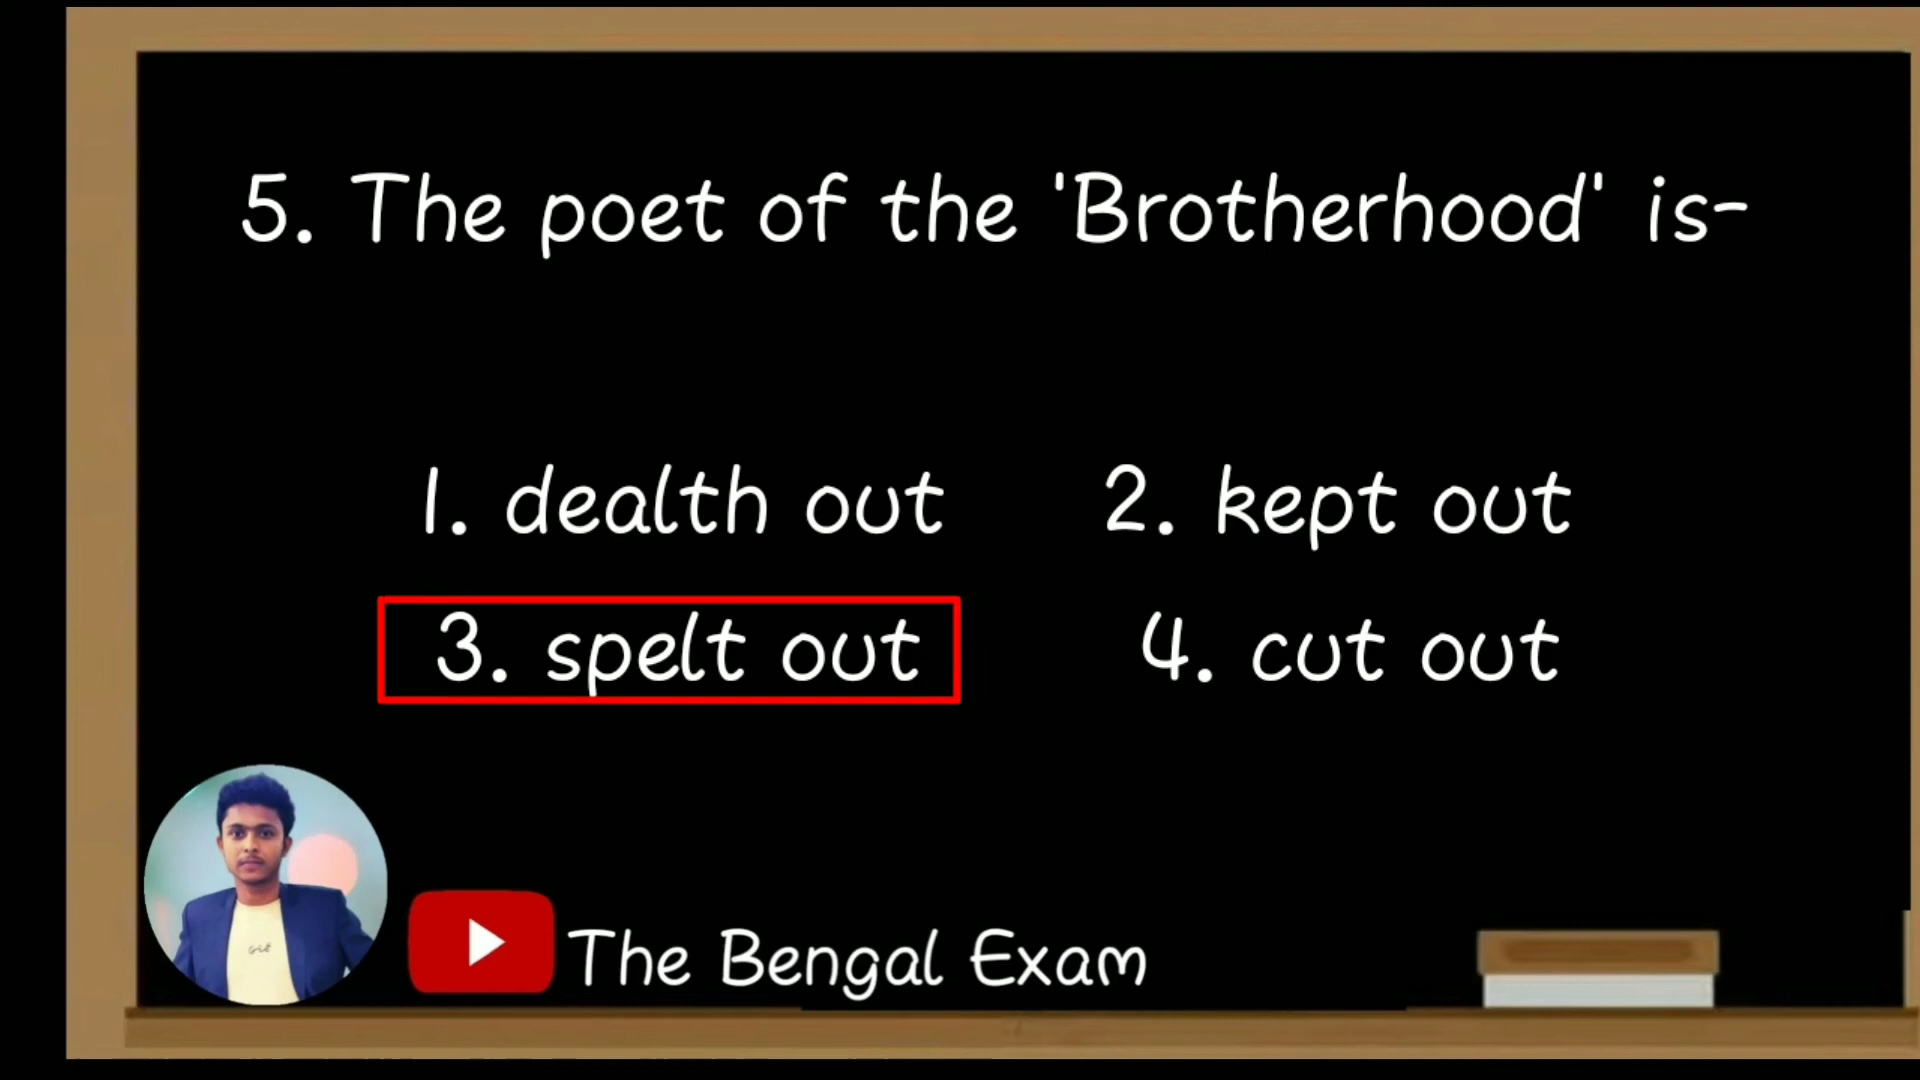 5. The poet of the 'Brotherhood' is-
1. dealth out 2. kept out
3. spelt out 4. cut out
The Bengal Exam